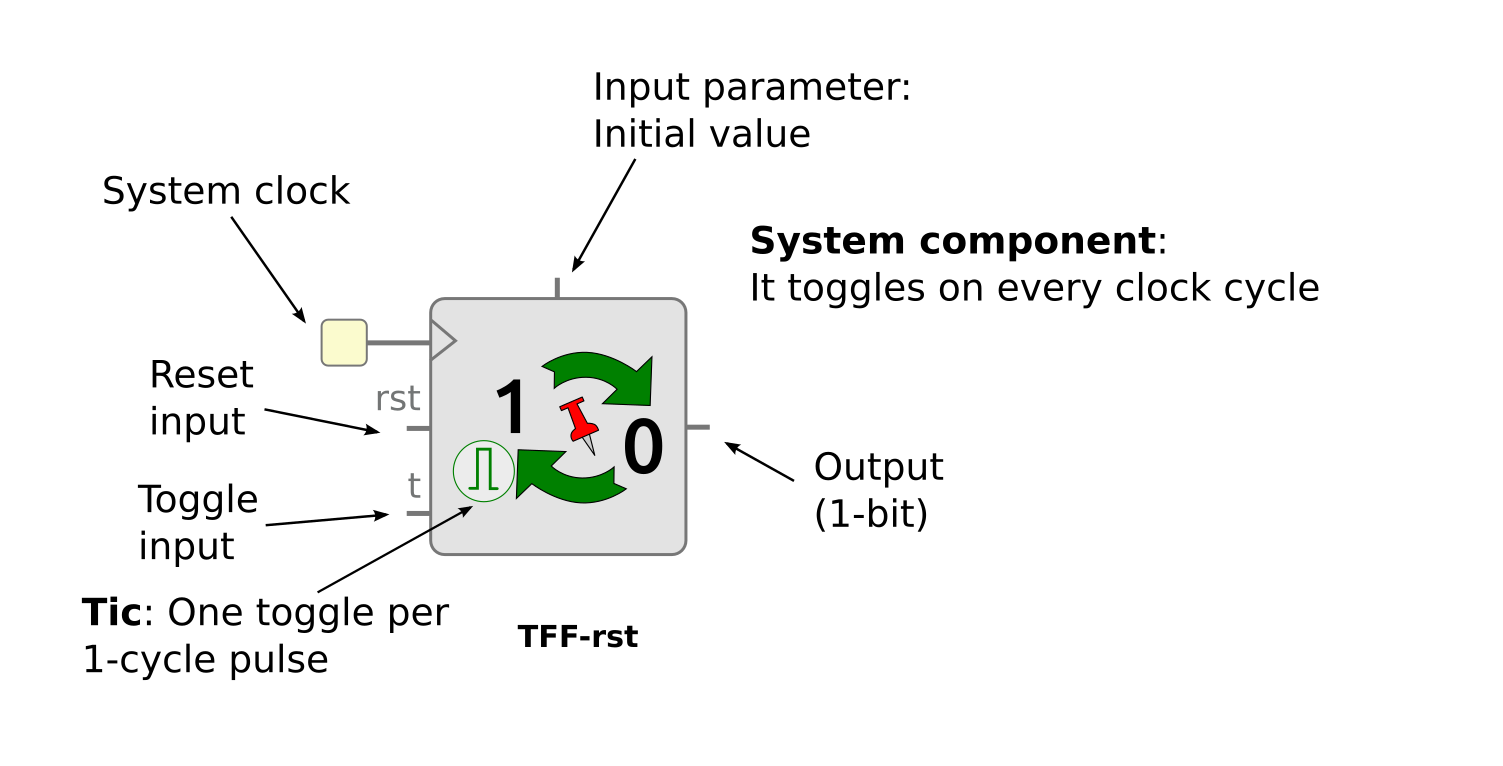 Input parameter:
Initial value
System clock
System component:
It toggles on every clock cycle
Reset
input
rst
1
0
t
Toggle
input
Output
(1-bit)
Tic: One toggle per
1-cycle pulse
TFF-rst